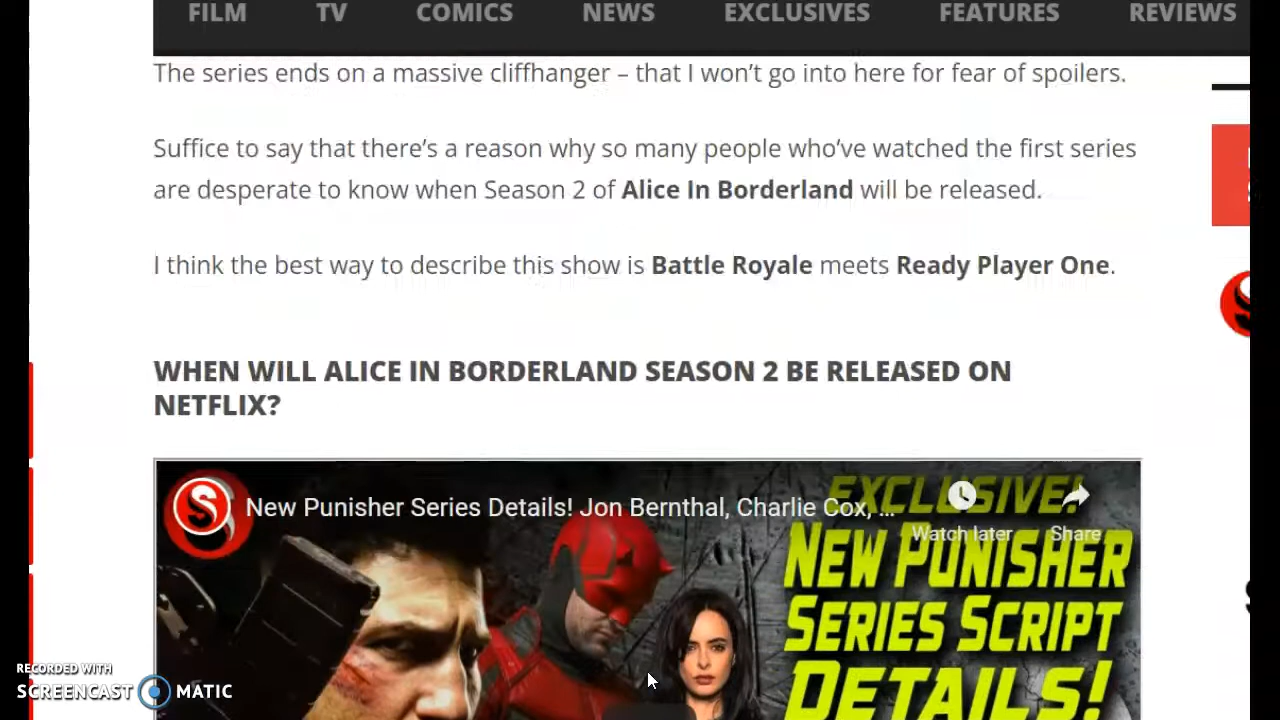 FILM TV COMICS NEWS EXCLUSIVES FEATURES REVIEWS
The series ends on a massive cliffhanger – that I won't go into here for fear of spoilers.
Suffice to say that there's a reason why so many people who've watched the first series
are desperate to know when Season 2 of Alice In Borderland will be released.
I think the best way to describe this show is Battle Royale meets Ready Player One.
WHEN WILL ALICE IN BORDERLAND SEASON 2 BE RELEASED ON
NETFLIX?
New Punisher Series Details! Jon Bernthal, Charlie Cox, ...
Watch later Share
EXCLUSIVE!
NEW PUNISHER
SERIES SCRIPT
DETAILS!
RECORDED WITH
SCREENCAST MATIC